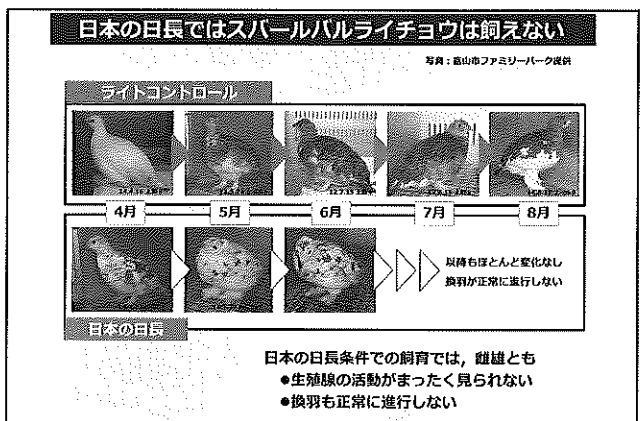 日本の日長ではスバールバルライチョウは飼えない
写真：富山市ファミリーパーク提供
ライトコントロール
4月
5月
6月
7月
8月
以降もほとんど変化なし
換羽が正常に進行しない
日本の日長
日本の日長条件での飼育では，雌雄とも
●生殖腺の活動がまったく見られない
●換羽も正常に進行しない